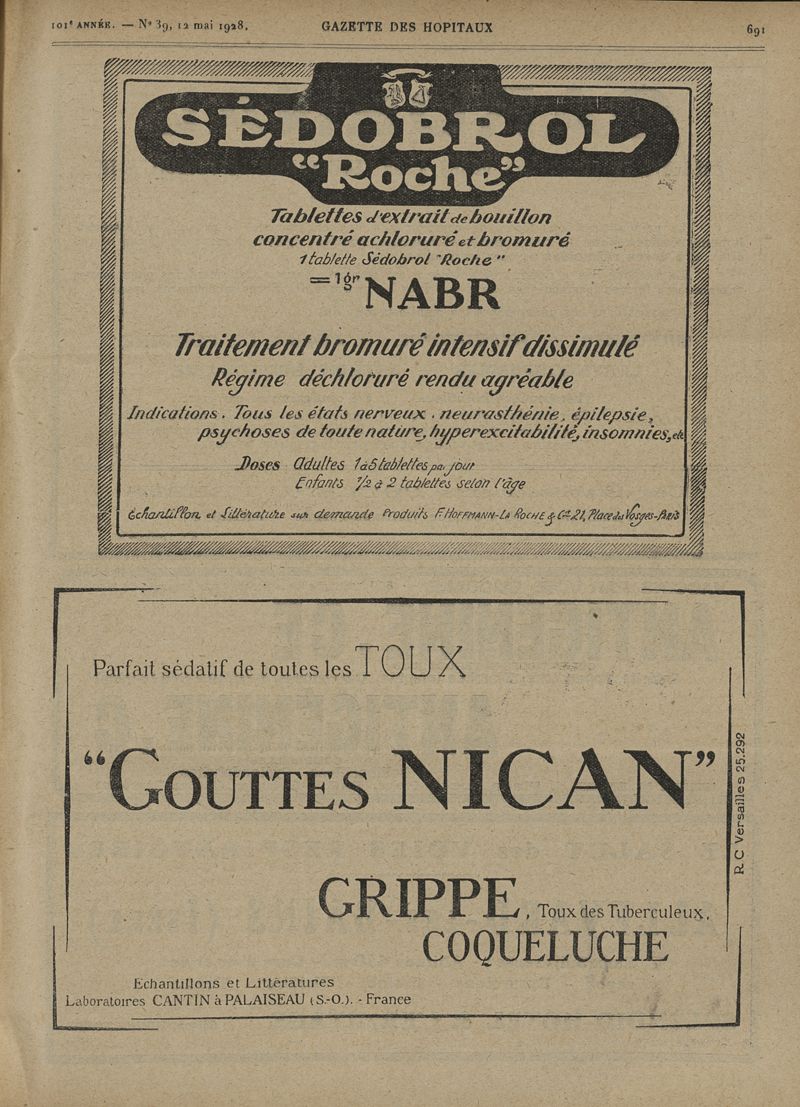 101e ANNÉE. — No 39, 12 mai 1928.
GAZETTE DES HOPITAUX
691
SÉDOBROL
"Roche"
Tablettes d'extrait de bouillon
concentré achloruré et bromuré
1 tablette Sédobrol "Roche"
= 1gr NABR
Traitement bromuré intensif dissimulé
Régime déchloruré rendu agréable
Indications. Tous les états nerveux. neurasthénie, épilepsie,
psychoses de toute nature, hyperexcitabilité, insomnies, etc
Doses Adultes 1 à 5 tablettes par jour
Enfants 1/2 à 2 tablettes selon l'âge
Échantillon et Littérature sur demande Produits F. HOFFMANN-LA ROCHE & Cie 21, Place des Vosges-Paris
Parfait sédatif de toutes les TOUX
"GOUTTES NICAN"
GRIPPE, Toux des Tuberculeux,
COQUELUCHE
Echantillons et Littératures
Laboratoires CANTIN à PALAISEAU (S.-O.). - France
R.C Versailles 25.292